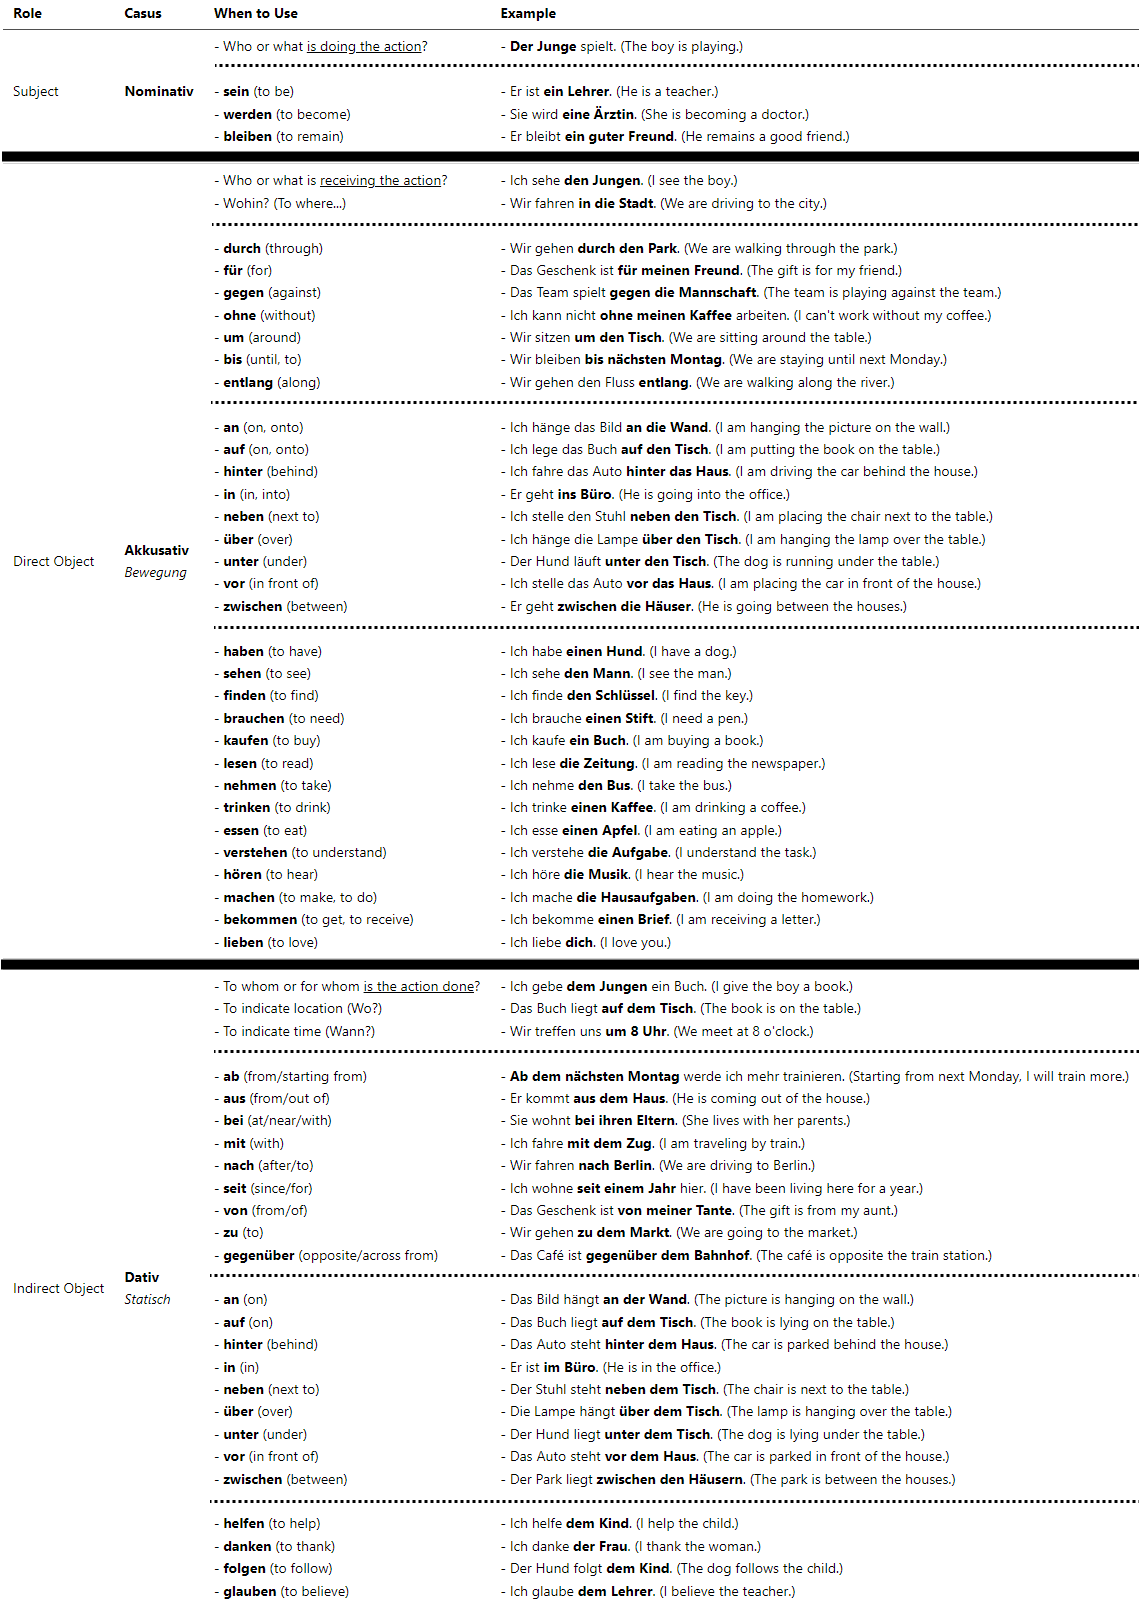 Role Casus When to Use Example
- Who or what is doing the action? - Der Junge spielt. (The boy is playing.)
Subject Nominativ - sein (to be) - Er ist ein Lehrer. (He is a teacher.)
- werden (to become) - Sie wird eine Ärztin. (She is becoming a doctor.)
- bleiben (to remain) - Er bleibt ein guter Freund. (He remains a good friend.)
- Who or what is receiving the action? - Ich sehe den Jungen. (I see the boy.)
- Wohin? (To where...) - Wir fahren in die Stadt. (We are driving to the city.)
- durch (through) - Wir gehen durch den Park. (We are walking through the park.)
- für (for) - Das Geschenk ist für meinen Freund. (The gift is for my friend.)
- gegen (against) - Das Team spielt gegen die Mannschaft. (The team is playing against the team.)
- ohne (without) - Ich kann nicht ohne meinen Kaffee arbeiten. (I can't work without my coffee.)
- um (around) - Wir sitzen um den Tisch. (We are sitting around the table.)
- bis (until, to) - Wir bleiben bis nächsten Montag. (We are staying until next Monday.)
- entlang (along) - Wir gehen den Fluss entlang. (We are walking along the river.)
- an (on, onto) - Ich hänge das Bild an die Wand. (I am hanging the picture on the wall.)
- auf (on, onto) - Ich lege das Buch auf den Tisch. (I am putting the book on the table.)
- hinter (behind) - Ich fahre das Auto hinter das Haus. (I am driving the car behind the house.)
- in (in, into) - Er geht ins Büro. (He is going into the office.)
- neben (next to) - Ich stelle den Stuhl neben den Tisch. (I am placing the chair next to the table.)
- über (over) - Ich hänge die Lampe über den Tisch. (I am hanging the lamp over the table.)
Akkusativ
Direct Object - unter (under) - Der Hund läuft unter den Tisch. (The dog is running under the table.)
Bewegung
- vor (in front of) - Ich stelle das Auto vor das Haus. (I am placing the car in front of the house.)
- zwischen (between) - Er geht zwischen die Häuser. (He is going between the houses.)
- haben (to have) - Ich habe einen Hund. (I have a dog.)
- sehen (to see) - Ich sehe den Mann. (I see the man.)
- finden (to find) - Ich finde den Schlüssel. (I find the key.)
- brauchen (to need) - Ich brauche einen Stift. (I need a pen.)
- kaufen (to buy) - Ich kaufe ein Buch. (I am buying a book.)
- lesen (to read) - Ich lese die Zeitung. (I am reading the newspaper.)
- nehmen (to take) - Ich nehme den Bus. (I take the bus.)
- trinken (to drink) - Ich trinke einen Kaffee. (I am drinking a coffee.)
- essen (to eat) - Ich esse einen Apfel. (I am eating an apple.)
- verstehen (to understand) - Ich verstehe die Aufgabe. (I understand the task.)
- hören (to hear) - Ich höre die Musik. (I hear the music.)
- machen (to make, to do) - Ich mache die Hausaufgaben. (I am doing the homework.)
- bekommen (to get, to receive) - Ich bekomme einen Brief. (I am receiving a letter.)
- lieben (to love) - Ich liebe dich. (I love you.)
- To whom or for whom is the action done? - Ich gebe dem Jungen ein Buch. (I give the boy a book.)
- To indicate location (Wo?) - Das Buch liegt auf dem Tisch. (The book is on the table.)
- To indicate time (Wann?) - Wir treffen uns um 8 Uhr. (We meet at 8 o'clock.)
- ab (from/starting from) - Ab dem nächsten Montag werde ich mehr trainieren. (Starting from next Monday, I will train more.)
- aus (from/out of) - Er kommt aus dem Haus. (He is coming out of the house.)
- bei (at/near/with) - Sie wohnt bei ihren Eltern. (She lives with her parents.)
- mit (with) - Ich fahre mit dem Zug. (I am traveling by train.)
- nach (after/to) - Wir fahren nach Berlin. (We are driving to Berlin.)
- seit (since/for) - Ich wohne seit einem Jahr hier. (I have been living here for a year.)
- von (from/of) - Das Geschenk ist von meiner Tante. (The gift is from my aunt.)
- zu (to) - Wir gehen zu dem Markt. (We are going to the market.)
- gegenüber (opposite/across from) - Das Café ist gegenüber dem Bahnhof. (The café is opposite the train station.)
Dativ
Indirect Object
Statisch
- an (on) - Das Bild hängt an der Wand. (The picture is hanging on the wall.)
- auf (on) - Das Buch liegt auf dem Tisch. (The book is lying on the table.)
- hinter (behind) - Das Auto steht hinter dem Haus. (The car is parked behind the house.)
- in (in) - Er ist im Büro. (He is in the office.)
- neben (next to) - Der Stuhl steht neben dem Tisch. (The chair is next to the table.)
- über (over) - Die Lampe hängt über dem Tisch. (The lamp is hanging over the table.)
- unter (under) - Der Hund liegt unter dem Tisch. (The dog is lying under the table.)
- vor (in front of) - Das Auto steht vor dem Haus. (The car is parked in front of the house.)
- zwischen (between) - Der Park liegt zwischen den Häusern. (The park is between the houses.)
- helfen (to help) - Ich helfe dem Kind. (I help the child.)
- danken (to thank) - Ich danke der Frau. (I thank the woman.)
- folgen (to follow) - Der Hund folgt dem Kind. (The dog follows the child.)
- glauben (to believe) - Ich glaube dem Lehrer. (I believe the teacher.)